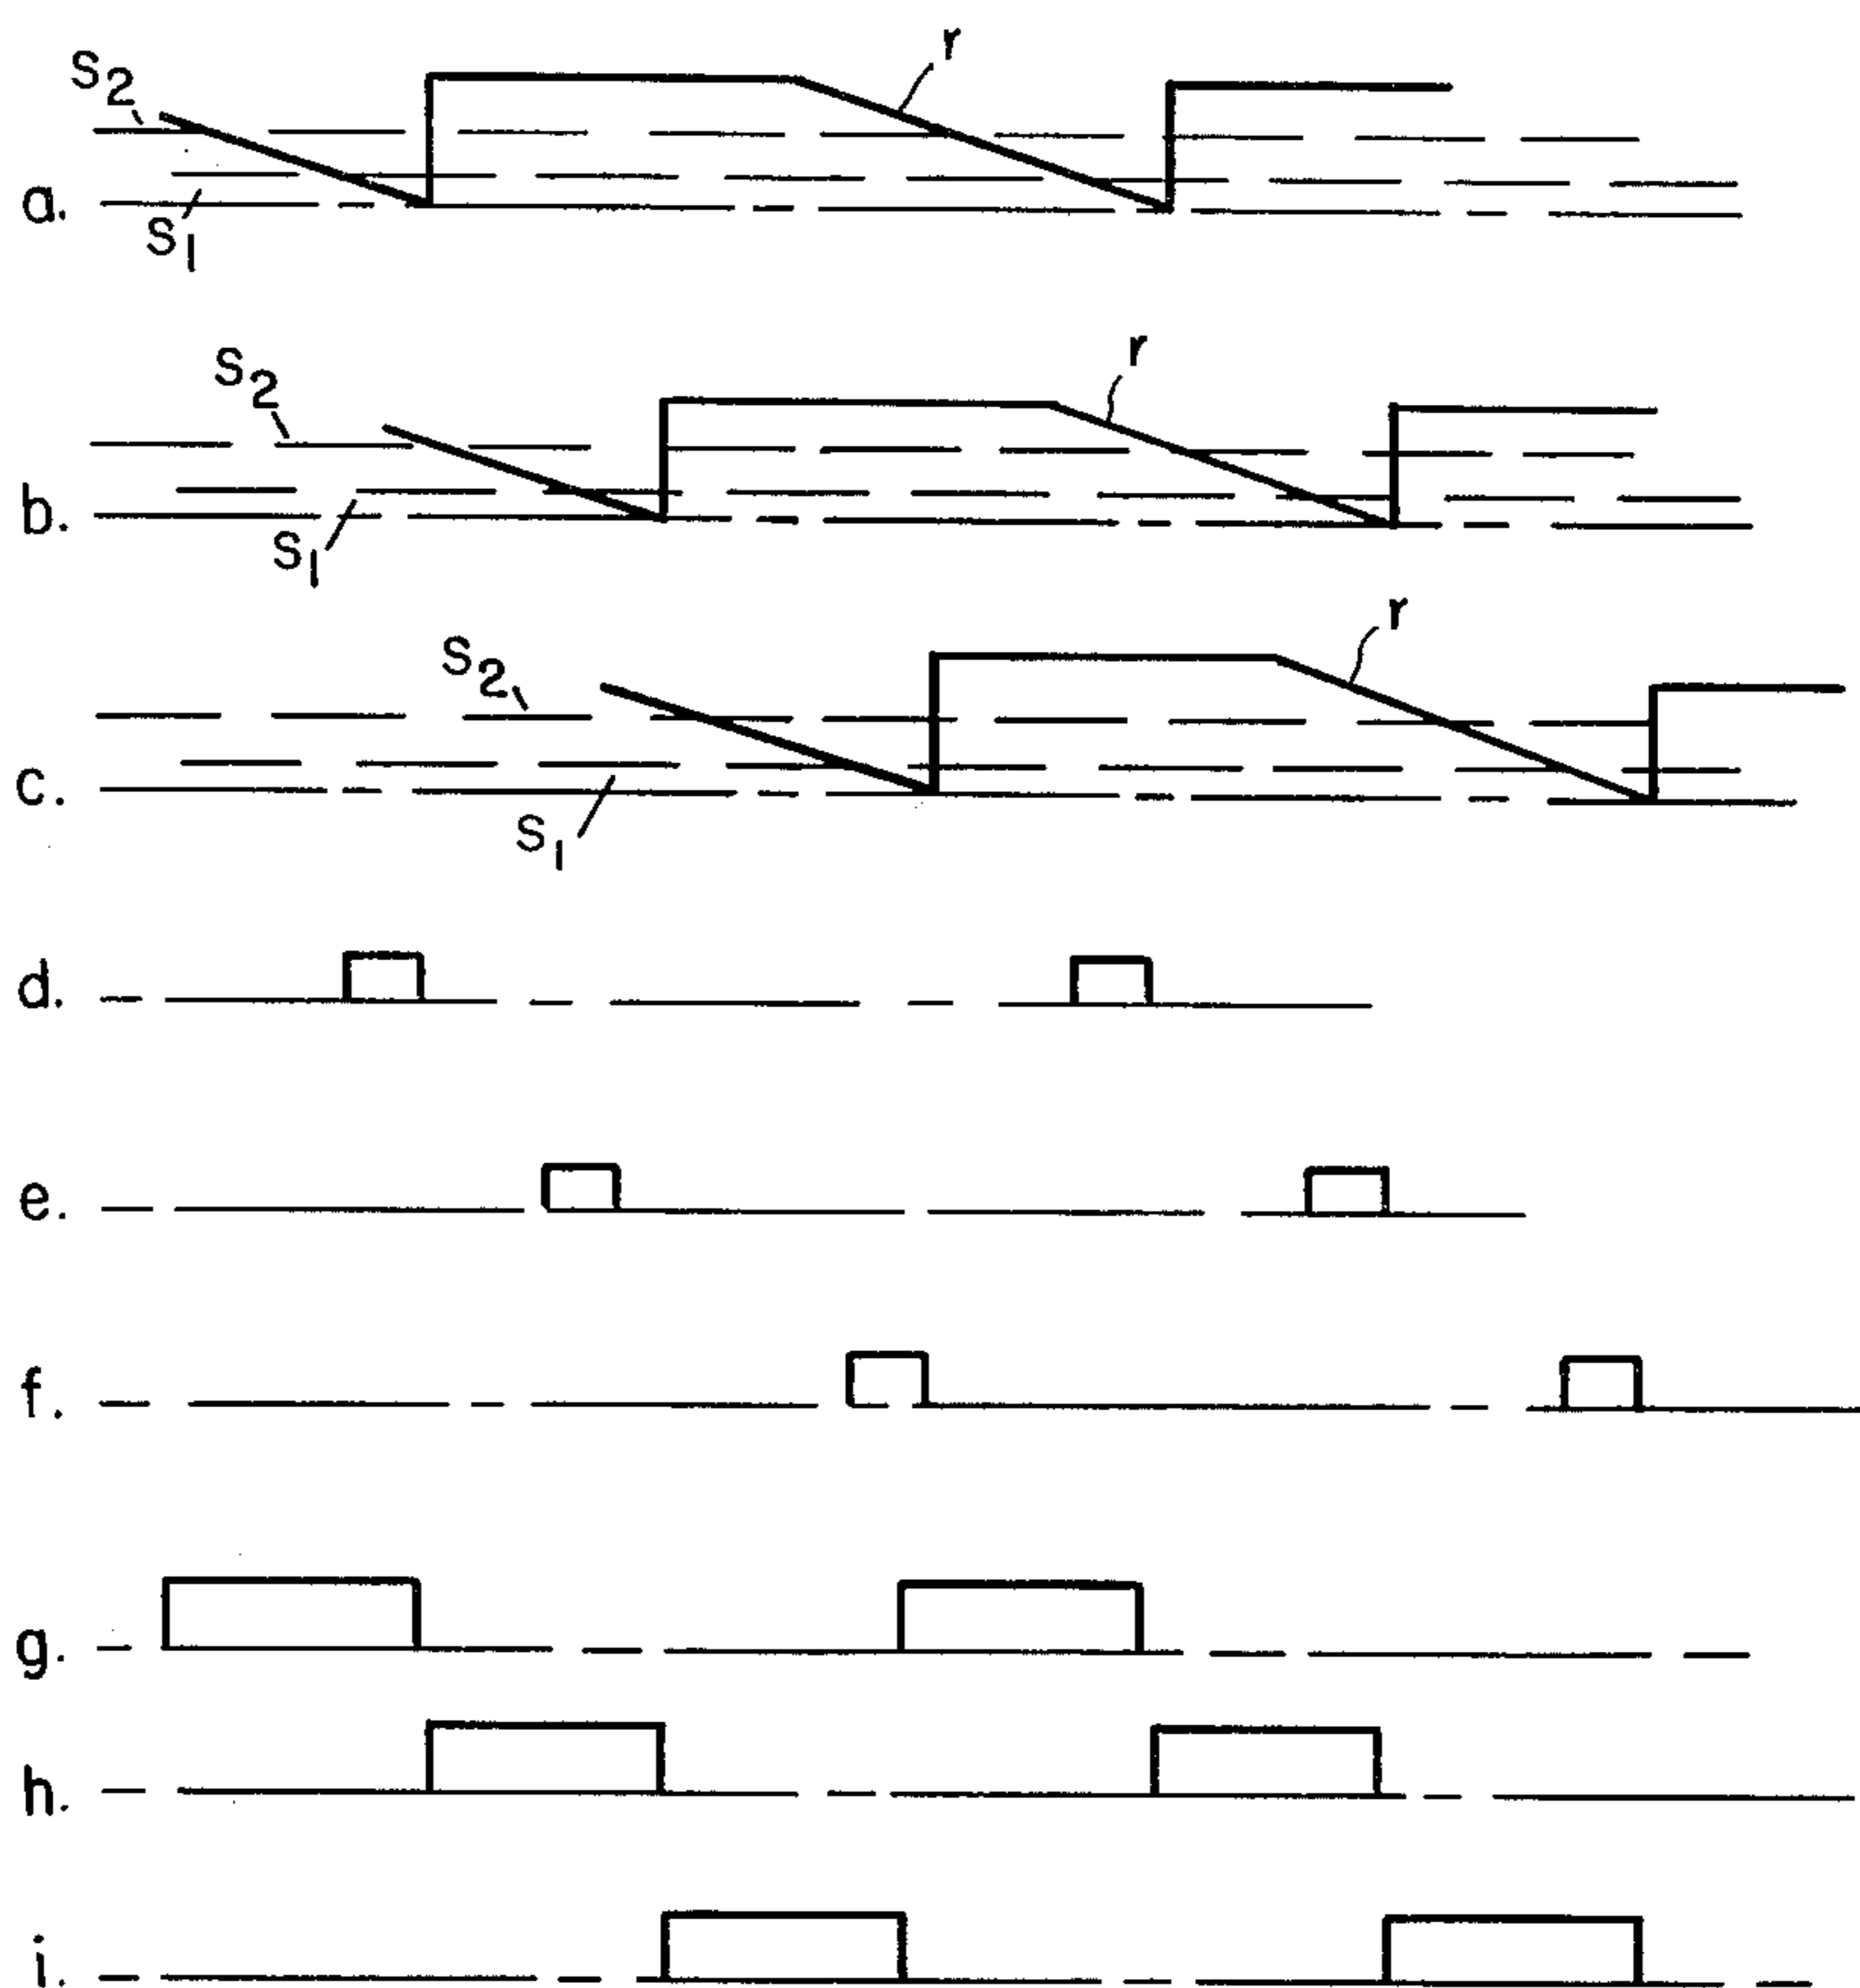 S₂
r
a.
S₁
S₂
r
b.
S₁
r
S₂
c.
S₁
d.
e.
f.
g.
h.
i.